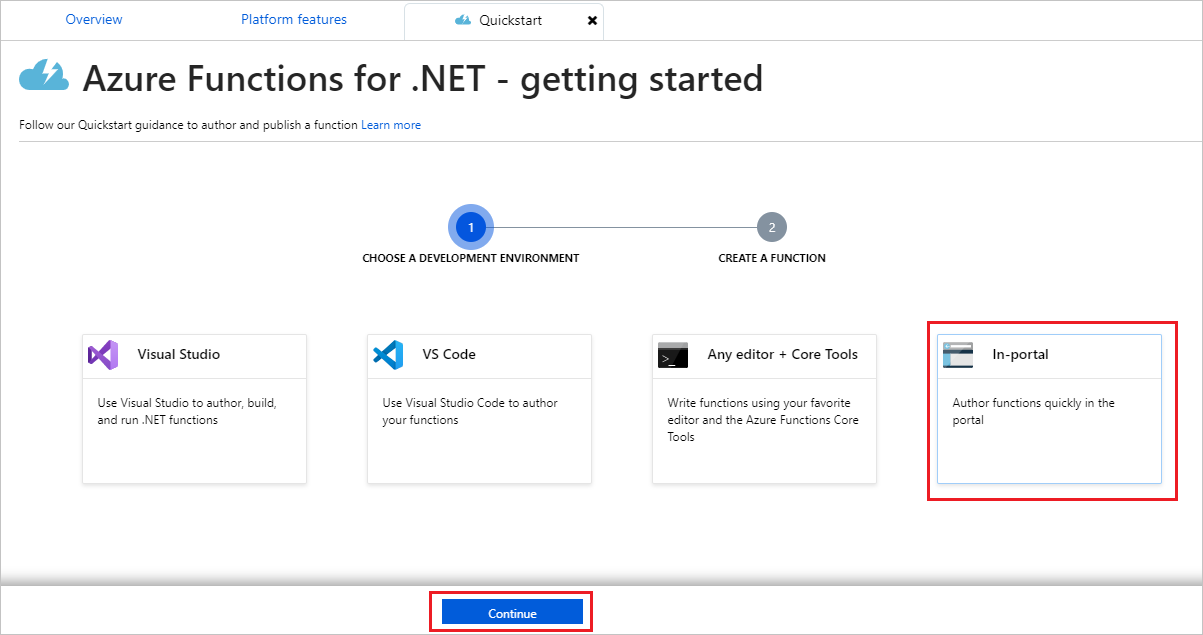 Overview
Platform features
Quickstart
Azure Functions for .NET - getting started
Follow our Quickstart guidance to author and publish a function Learn more
1
2
CHOOSE A DEVELOPMENT ENVIRONMENT
CREATE A FUNCTION
Visual Studio
Use Visual Studio to author, build,
and run .NET functions
VS Code
Use Visual Studio Code to author
your functions
>_
Any editor + Core Tools
Write functions using your favorite
editor and the Azure Functions Core
Tools
In-portal
Author functions quickly in the
portal
Continue